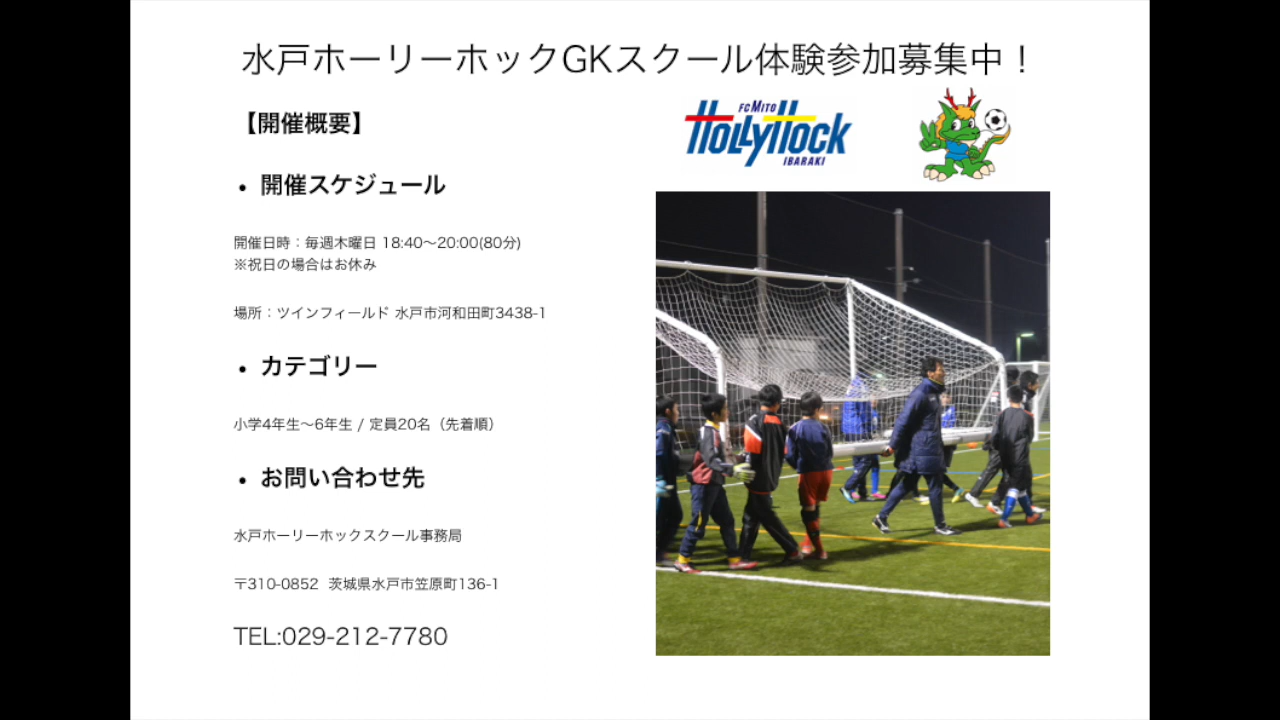 水戸ホーリーホックGKスクール体験参加募集中！
【開催概要】
• 開催スケジュール
開催日時：毎週木曜日 18:40〜20:00(80分)
※祝日の場合はお休み
場所：ツインフィールド 水戸市河和田町3438-1
• カテゴリー
小学4年生〜6年生 / 定員20名（先着順）
• お問い合わせ先
水戸ホーリーホックスクール事務局
〒310-0852 茨城県水戸市笠原町136-1
TEL:029-212-7780
FC MITO
HOLLYHOCK
IBARAKI